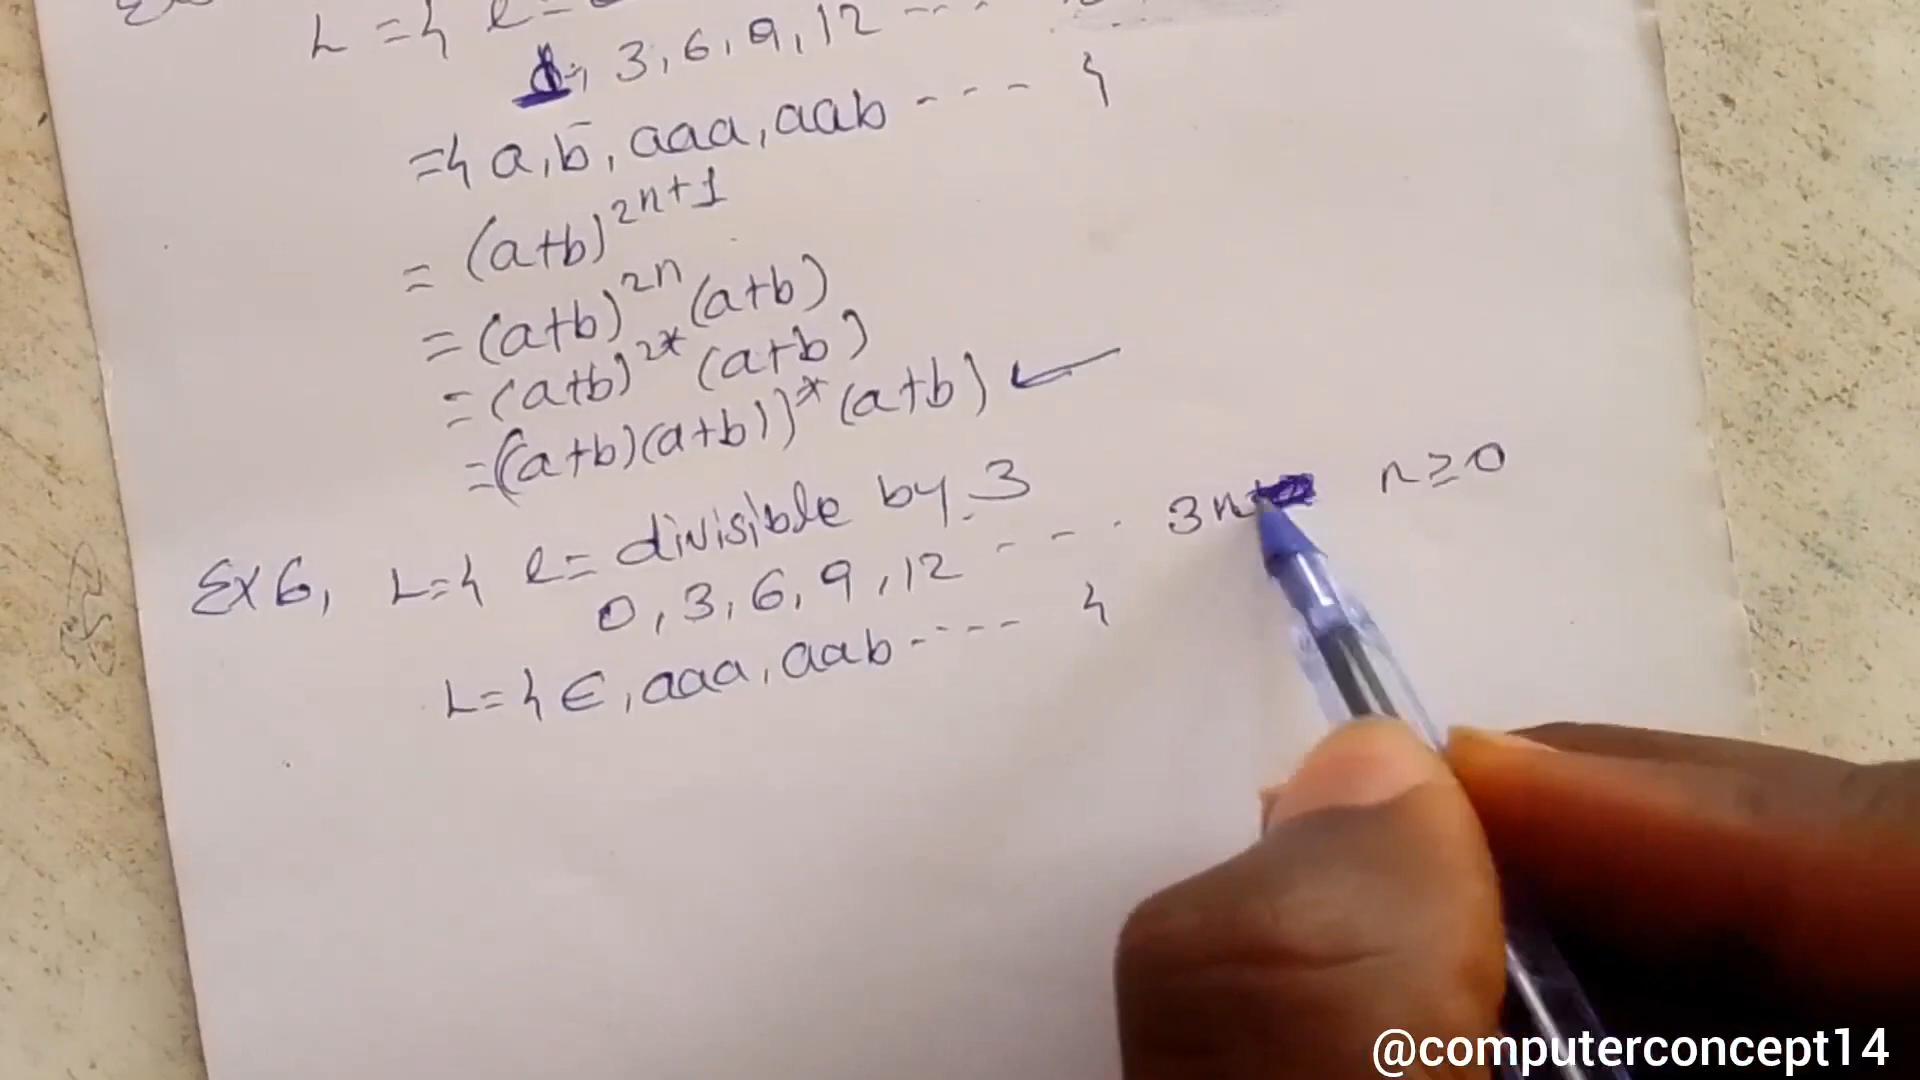 L = { l =
1, 3, 6, 9, 12 ---
= { a, b, aaa, aab ---- }
= (a+b)^2n+1
= (a+b)^2n (a+b)
= (a+b)^2* (a+b)
= ((a+b)(a+b))* (a+b) ✓
Ex 6, L = { l = divisible by 3
0, 3, 6, 9, 12 ---- 3n n ≥ 0
L = { ∈, aaa, aab ---- }
@computerconcept14